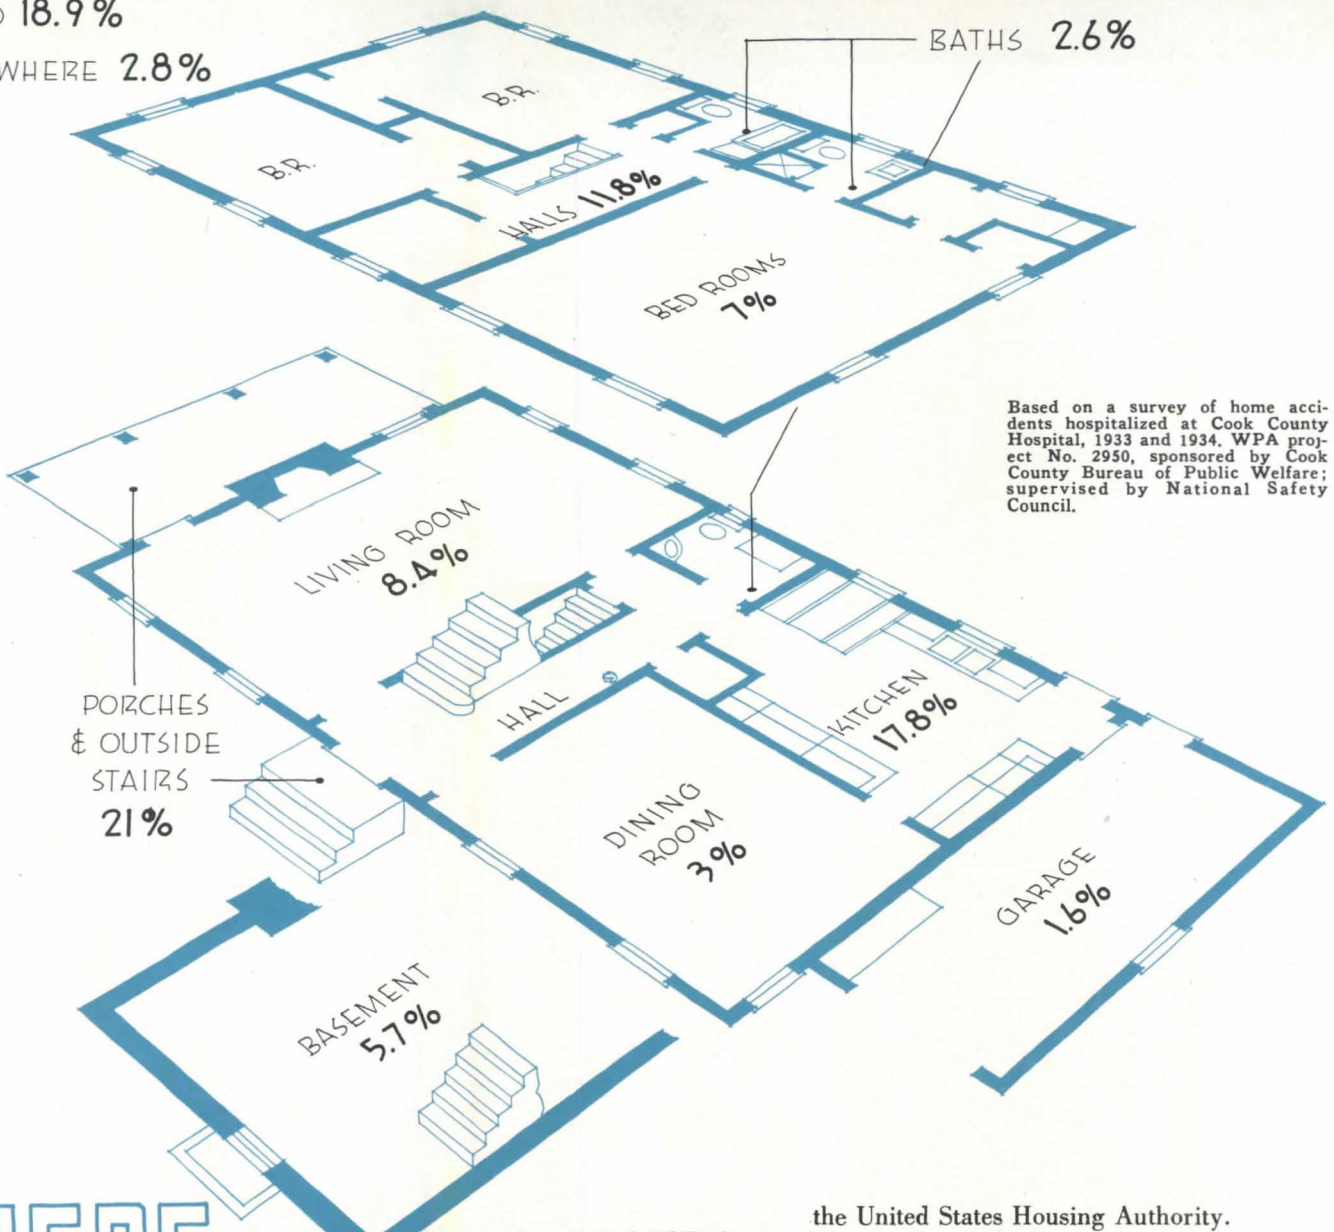 18.9%
WHERE 2.8%
BATHS 2.6%
B.R.
B.R.
HALLS 11.8%
BED ROOMS
7%
Based on a survey of home acci-
dents hospitalized at Cook County
Hospital, 1933 and 1934. WPA proj-
ect No. 2950, sponsored by Cook
County Bureau of Public Welfare;
supervised by National Safety
Council.
LIVING ROOM
8.4%
PORCHES
& OUTSIDE
STAIRS
21%
HALL
KITCHEN
17.8%
DINING
ROOM
3%
GARAGE
1.6%
BASEMENT
5.7%
the United States Housing Authority.